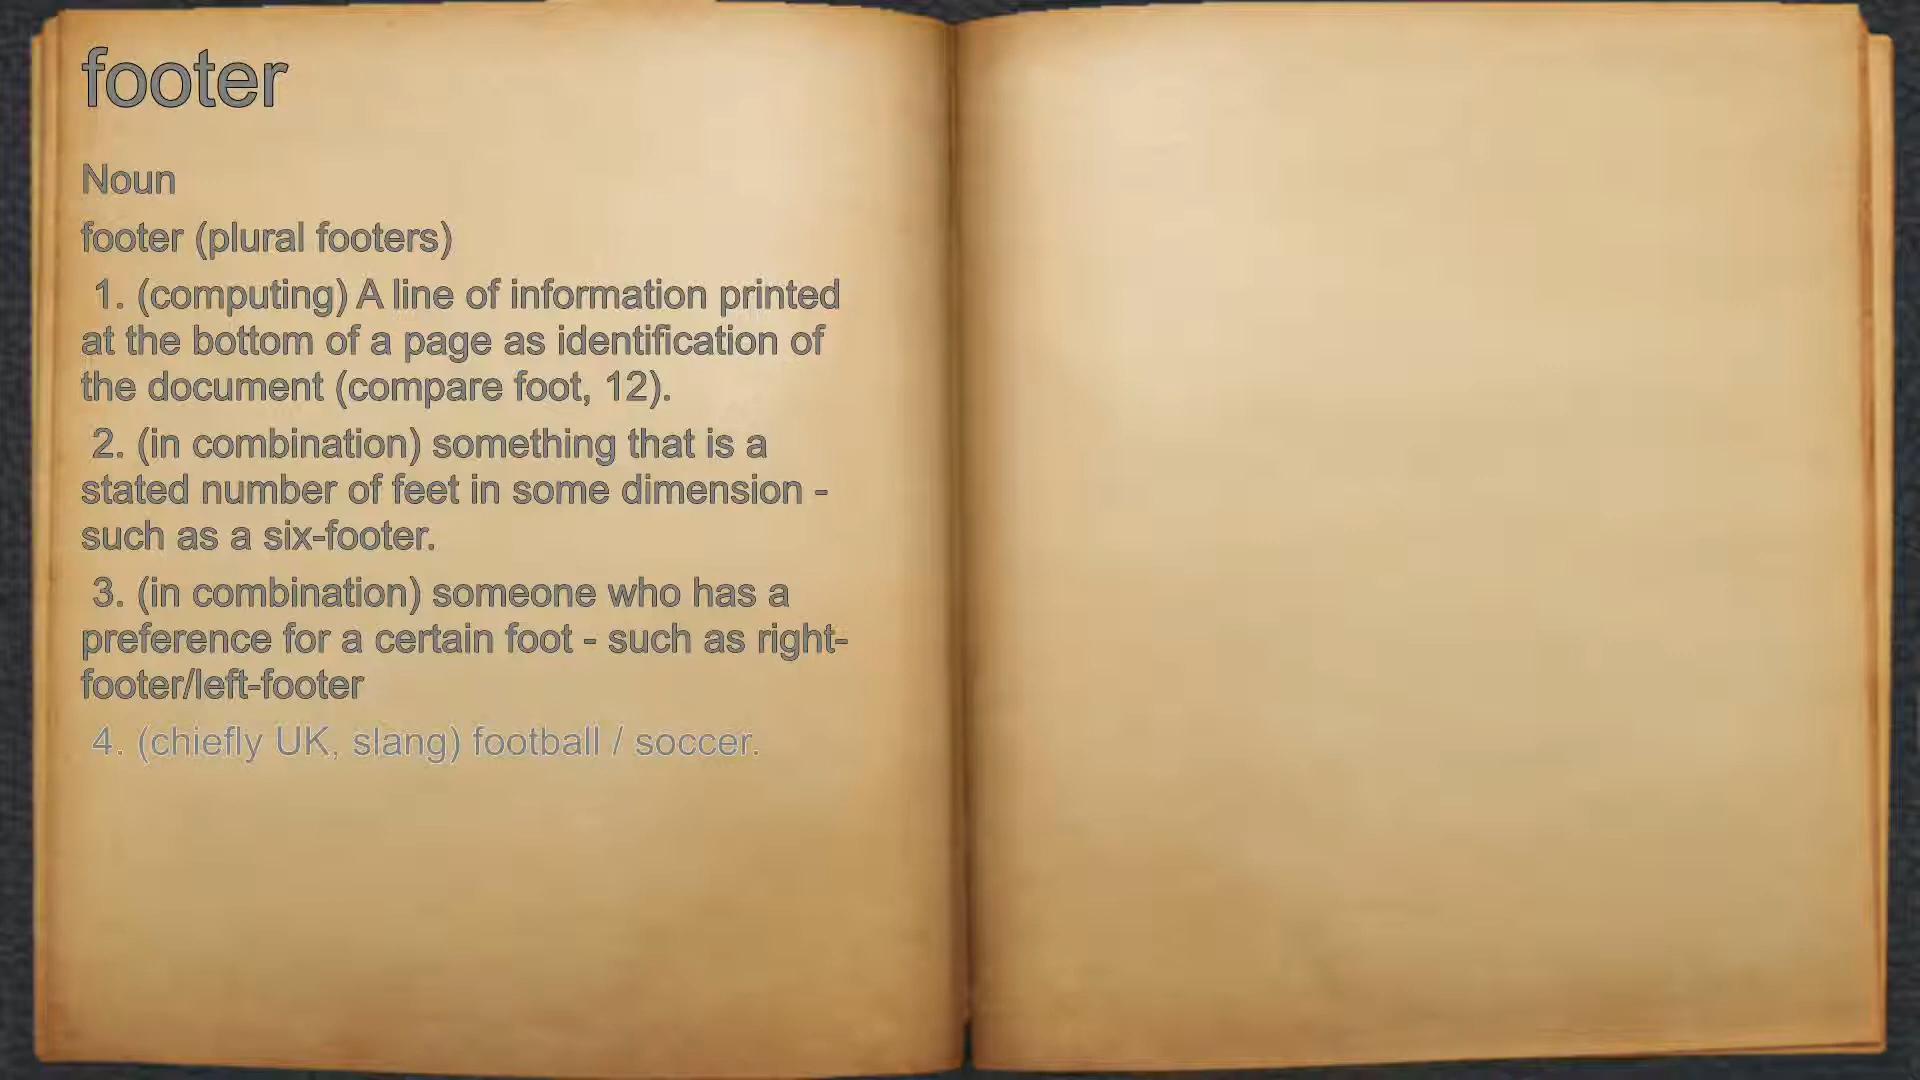 footer
Noun
footer (plural footers)
1. (computing) A line of information printed
at the bottom of a page as identification of
the document (compare foot, 12).
2. (in combination) something that is a
stated number of feet in some dimension -
such as a six-footer.
3. (in combination) someone who has a
preference for a certain foot - such as right-
footer/left-footer
4. (chiefly UK, slang) football / soccer.